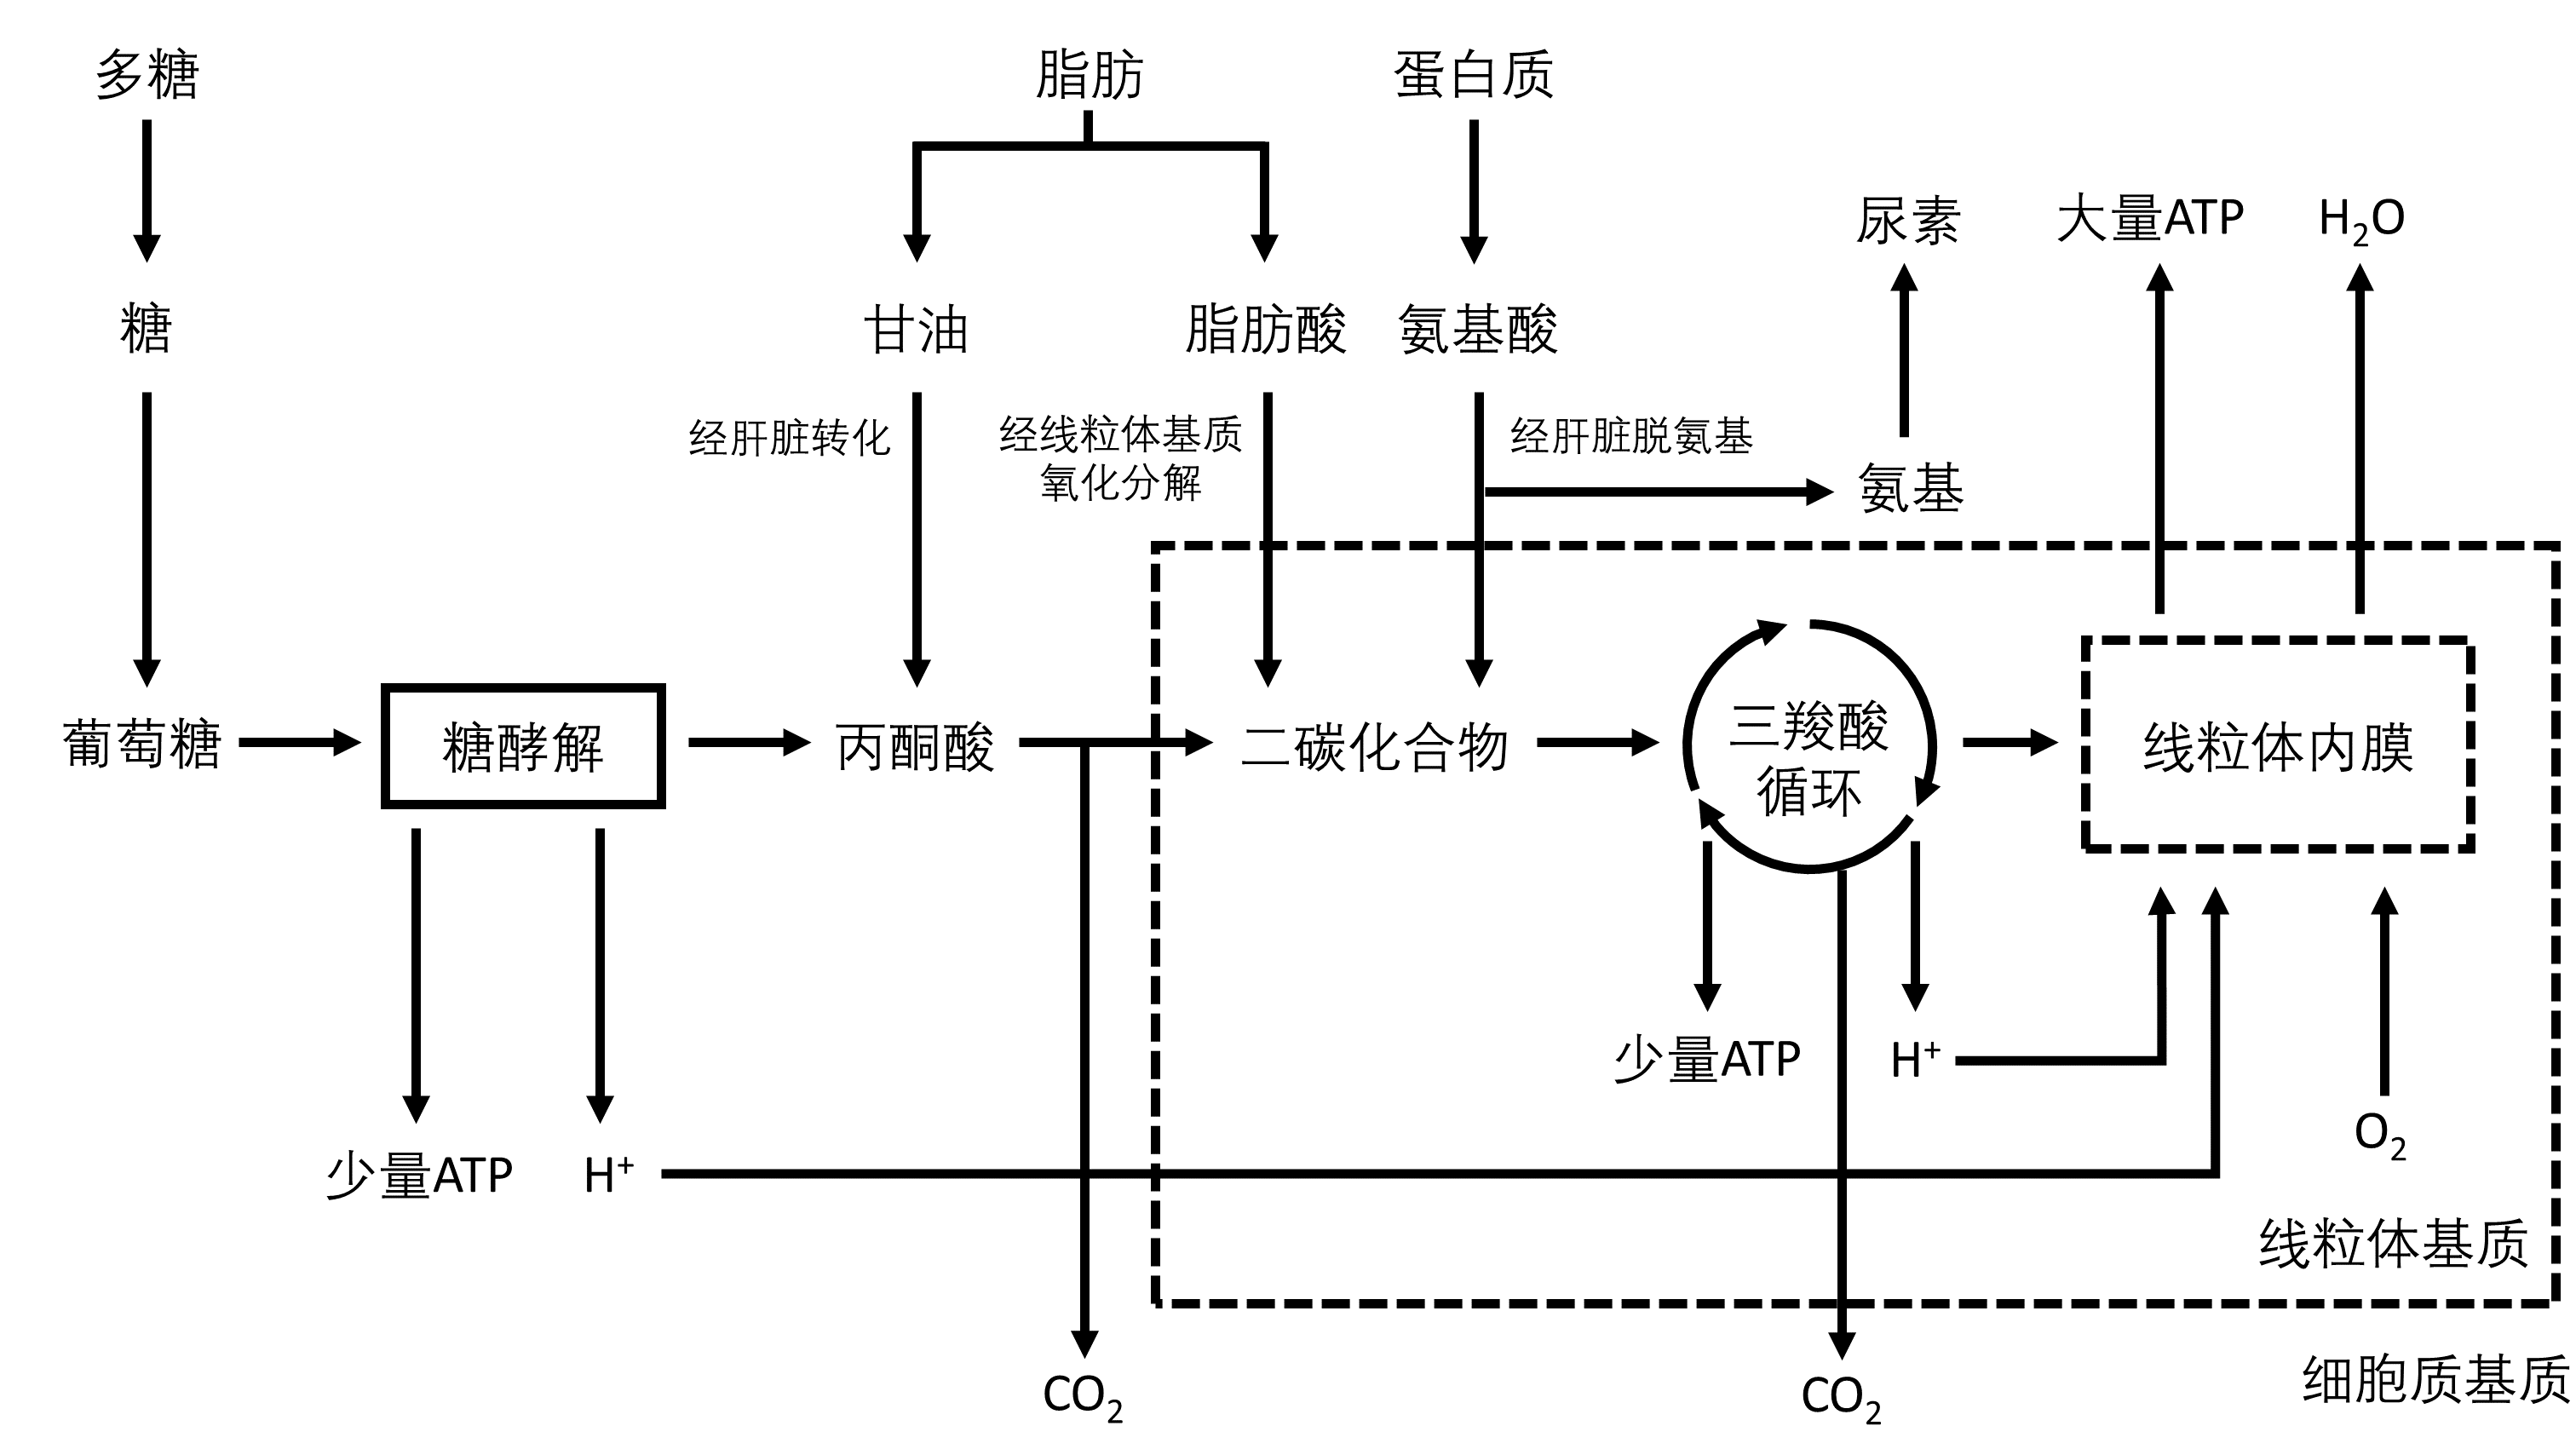 多糖
脂肪
蛋白质
尿素
大量ATP
H₂O
糖
甘油
脂肪酸
氨基酸
经肝脏转化
经线粒体基质
氧化分解
经肝脏脱氨基
氨基
葡萄糖
糖酵解
丙酮酸
二碳化合物
三羧酸
循环
线粒体内膜
少量ATP
H⁺
O₂
少量ATP
H⁺
线粒体基质
CO₂
CO₂
细胞质基质